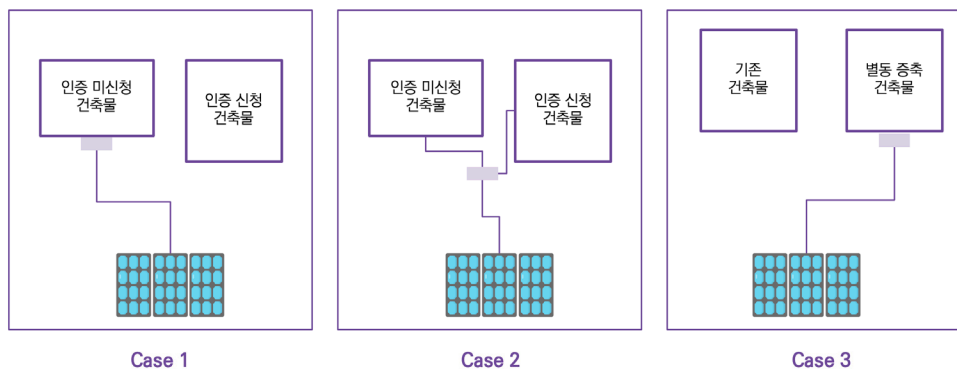 인증 미신청
건축물
인증 신청
건축물
Case 1
인증 미신청
건축물
인증 신청
건축물
Case 2
기존
건축물
별동 증축
건축물
Case 3